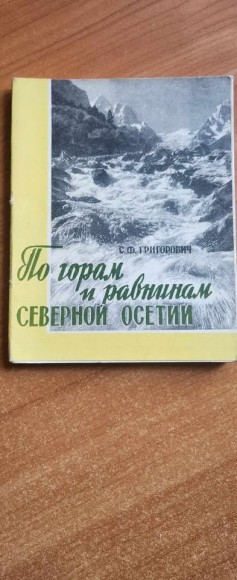 С. Ф. ГРИГОРОВИЧ
По горам
и равнинам
СЕВЕРНОЙ ОСЕТИИ